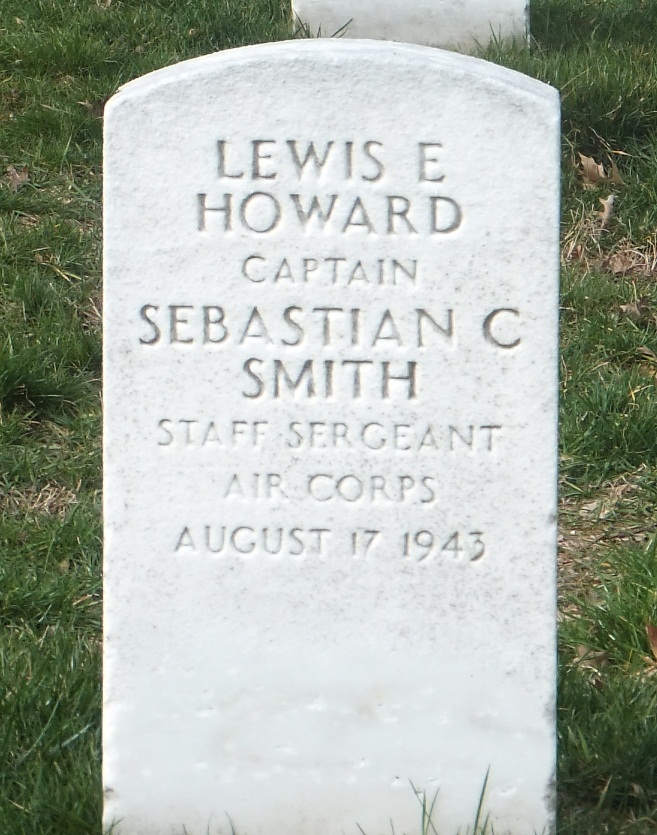 LEWIS E
HOWARD
CAPTAIN
SEBASTIAN C
SMITH
STAFF SERGEANT
AIR CORPS
AUGUST 17 1943